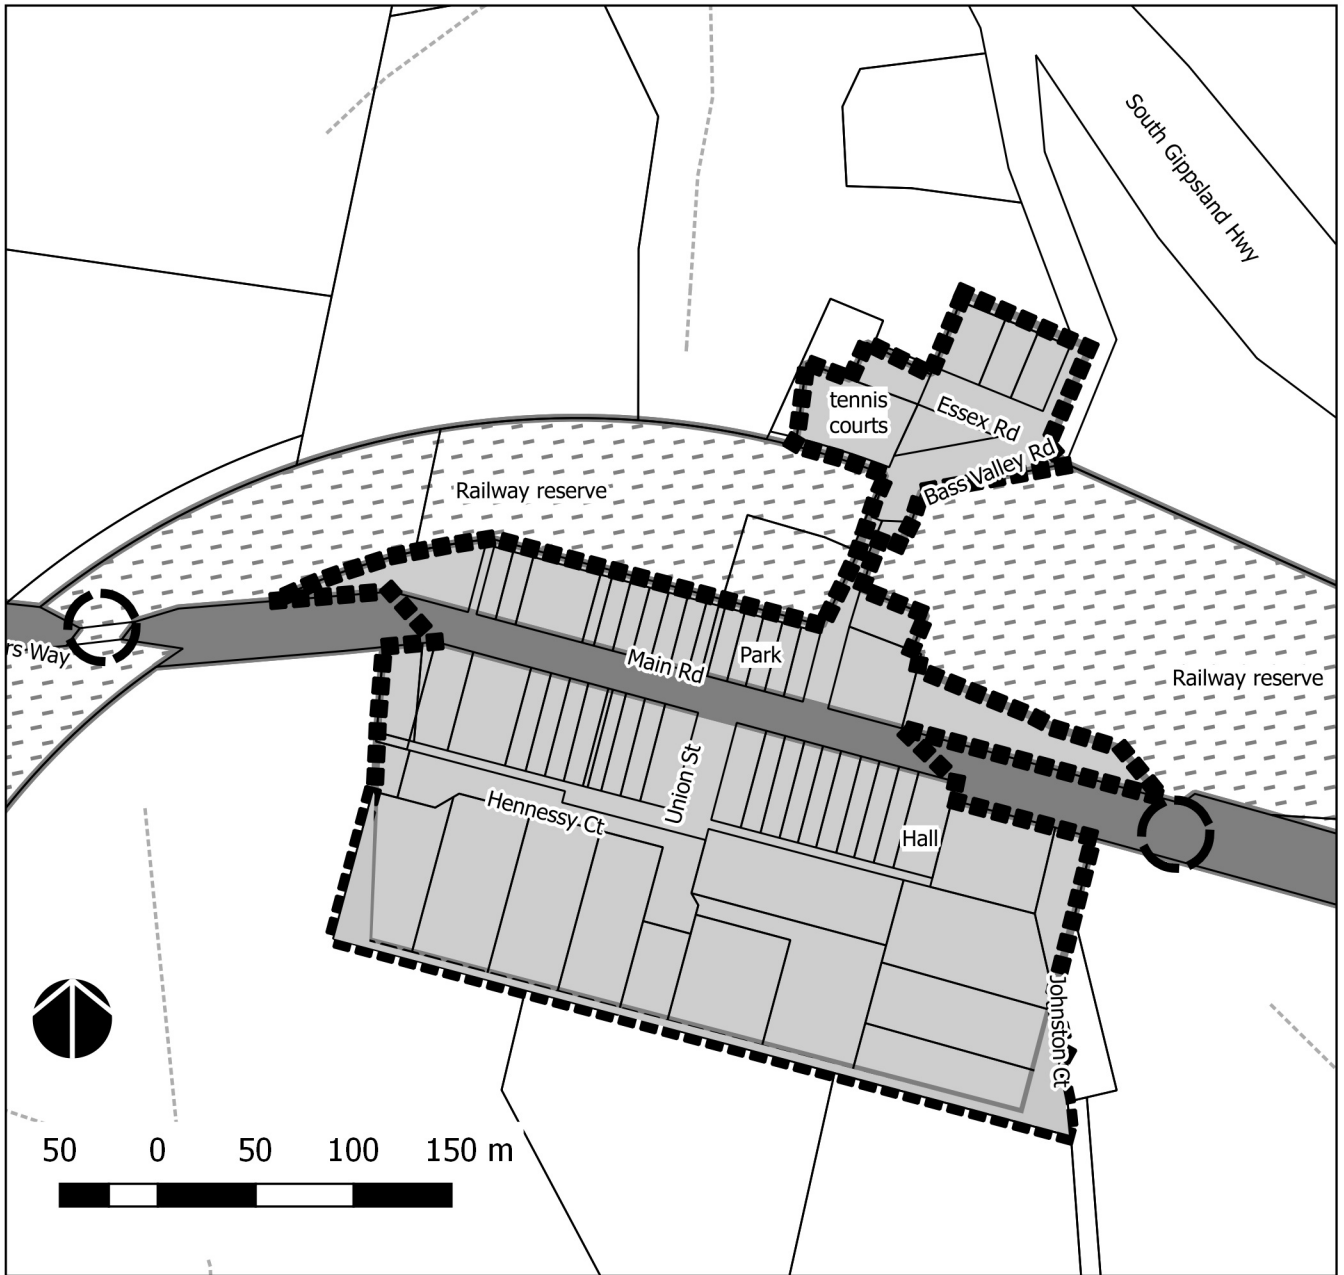 South Gippsland Hwy
tennis
courts
Essex Rd
Bass Valley Rd
Railway reserve
rs Way
Main Rd
Park
Railway reserve
Union St
Hennessy Ct
Hall
Johnston Ct
50 0 50 100 150 m